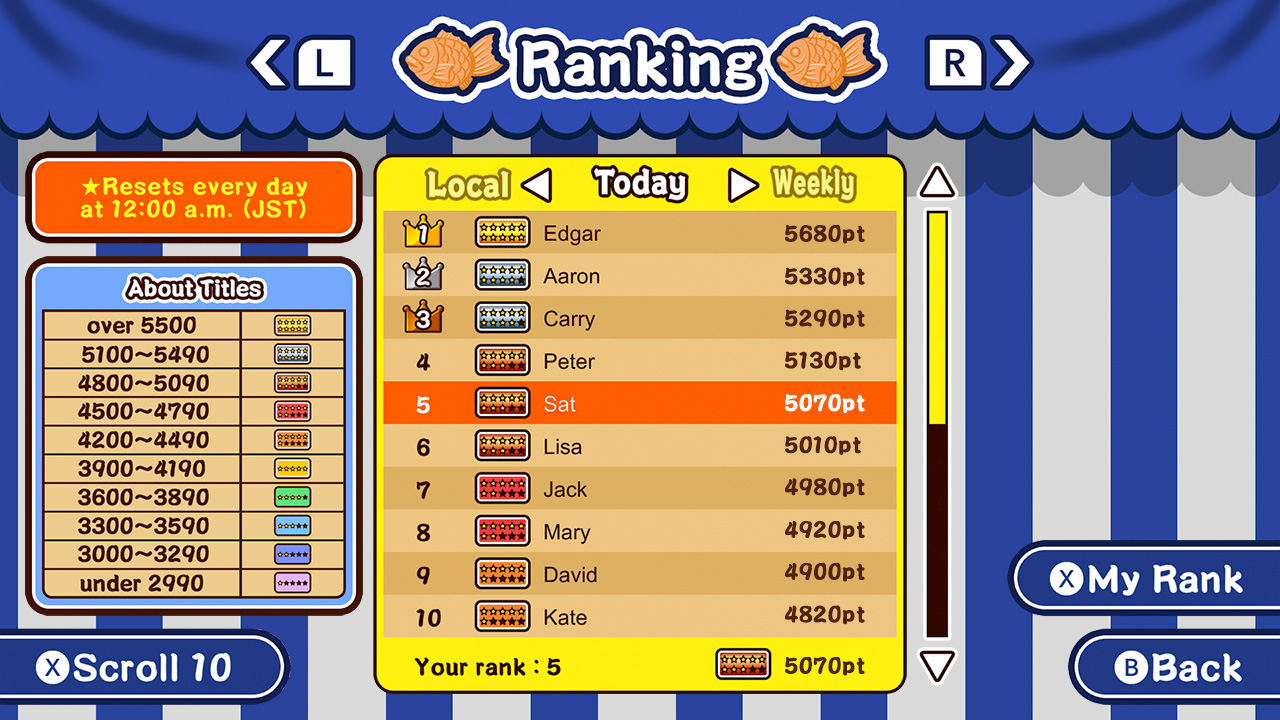 L
Ranking
R
★Resets every day
at 12:00 a.m. (JST)
About Titles
over 5500
5100~5490
4800~5090
4500~4790
4200~4490
3900~4190
3600~3890
3300~3590
3000~3290
under 2990
X Scroll 10
Local Today Weekly
1 Edgar 5680pt
2 Aaron 5330pt
3 Carry 5290pt
4 Peter 5130pt
5 Sat 5070pt
6 Lisa 5010pt
7 Jack 4980pt
8 Mary 4920pt
9 David 4900pt
10 Kate 4820pt
Your rank : 5 5070pt
X My Rank
B Back